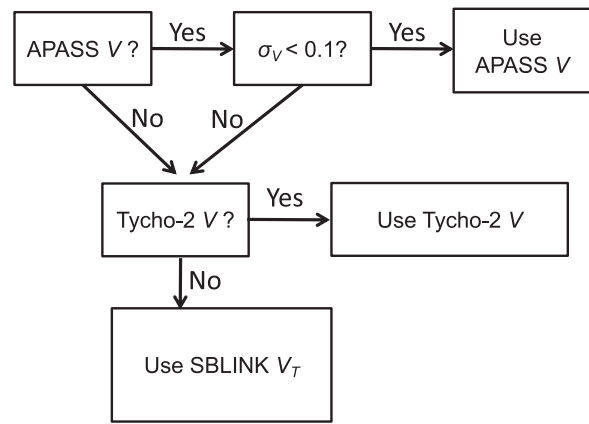 APASS V ?
Yes
σV < 0.1?
Yes
Use
APASS V
No
No
Tycho-2 V ?
Yes
Use Tycho-2 V
No
Use SBLINK VT